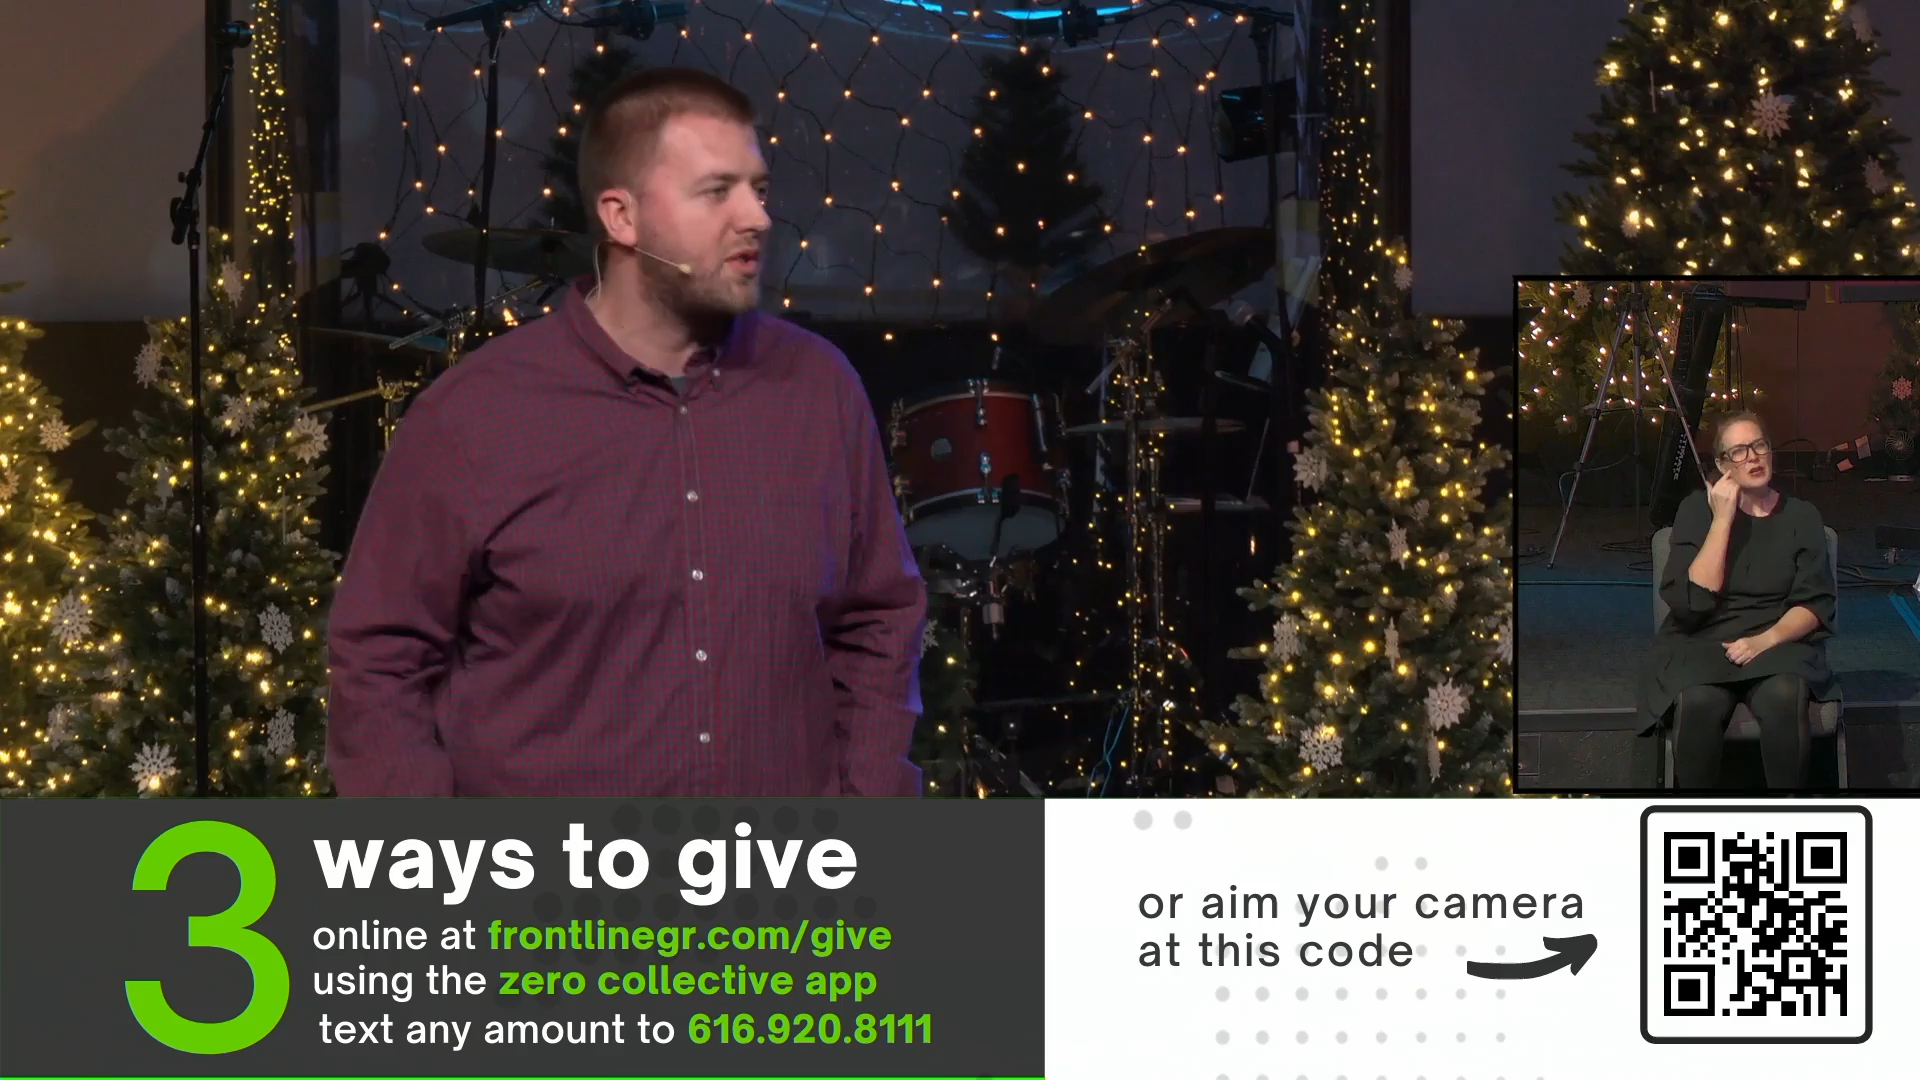 3 ways to give
online at frontlinegr.com/give
using the zero collective app
text any amount to 616.920.8111
or aim your camera
at this code